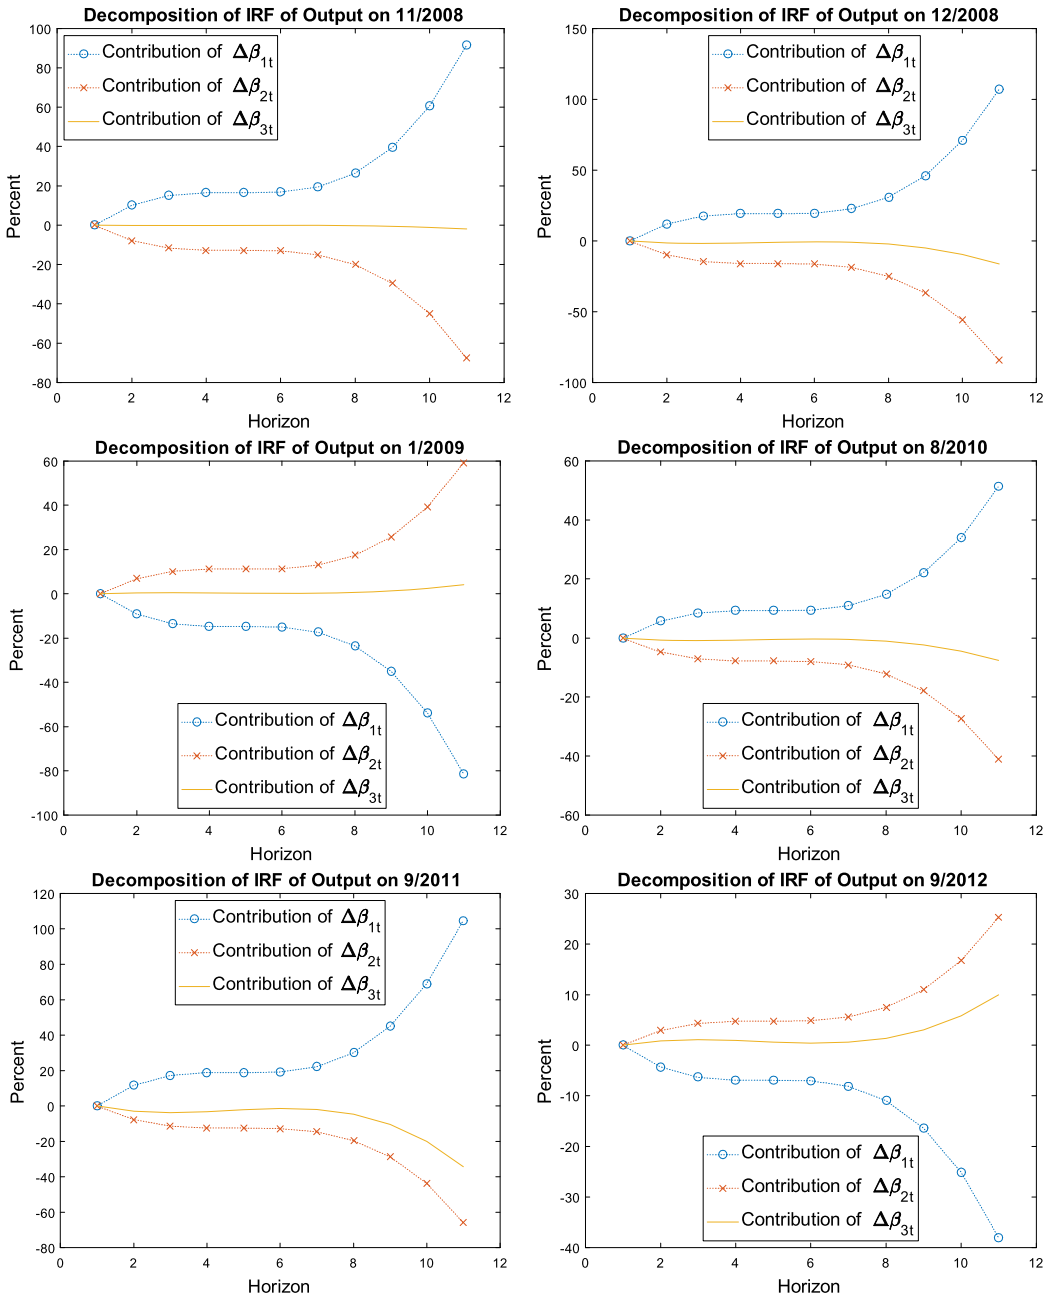 Decomposition of IRF of Output on 11/2008
100
80
60
40
20
0
-20
-40
-60
-80
Percent
Contribution of Δβ1t
Contribution of Δβ2t
Contribution of Δβ3t
0 2 4 6 8 10 12
Horizon
Decomposition of IRF of Output on 12/2008
150
100
50
0
-50
-100
Percent
Contribution of Δβ1t
Contribution of Δβ2t
Contribution of Δβ3t
0 2 4 6 8 10 12
Horizon
Decomposition of IRF of Output on 1/2009
60
40
20
0
-20
-40
-60
-80
-100
Percent
Contribution of Δβ1t
Contribution of Δβ2t
Contribution of Δβ3t
0 2 4 6 8 10 12
Horizon
Decomposition of IRF of Output on 8/2010
60
40
20
0
-20
-40
-60
Percent
Contribution of Δβ1t
Contribution of Δβ2t
Contribution of Δβ3t
0 2 4 6 8 10 12
Horizon
Decomposition of IRF of Output on 9/2011
120
100
80
60
40
20
0
-20
-40
-60
-80
Percent
Contribution of Δβ1t
Contribution of Δβ2t
Contribution of Δβ3t
0 2 4 6 8 10 12
Horizon
Decomposition of IRF of Output on 9/2012
30
20
10
0
-10
-20
-30
-40
Percent
Contribution of Δβ1t
Contribution of Δβ2t
Contribution of Δβ3t
0 2 4 6 8 10 12
Horizon